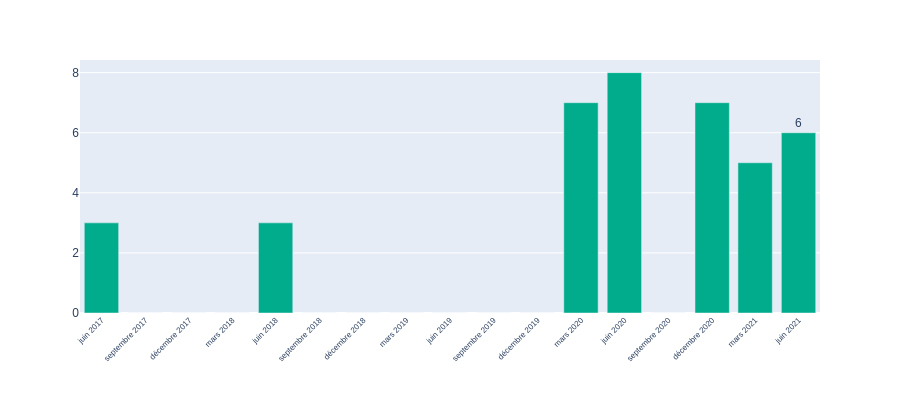 8
6
4
2
0
6
juin 2017
septembre 2017
décembre 2017
mars 2018
juin 2018
septembre 2018
décembre 2018
mars 2019
juin 2019
septembre 2019
décembre 2019
mars 2020
juin 2020
septembre 2020
décembre 2020
mars 2021
juin 2021